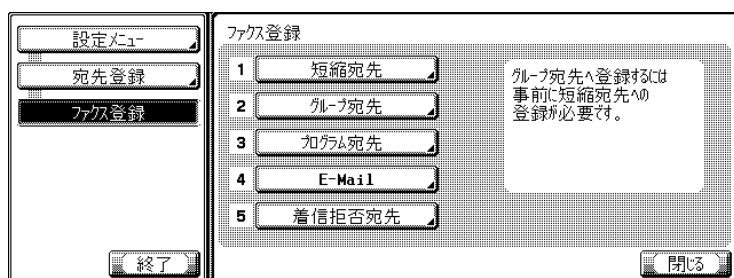 設定ﾒﾆｭｰ
宛先登録
ﾌｧｸｽ登録
終了
ﾌｧｸｽ登録
1 短縮宛先
2 ｸﾞﾙｰﾌﾟ宛先
3 ﾌﾟﾛｸﾞﾗﾑ宛先
4 E-Mail
5 着信拒否宛先
ｸﾞﾙｰﾌﾟ宛先へ登録するには
事前に短縮宛先への
登録が必要です。
閉じる